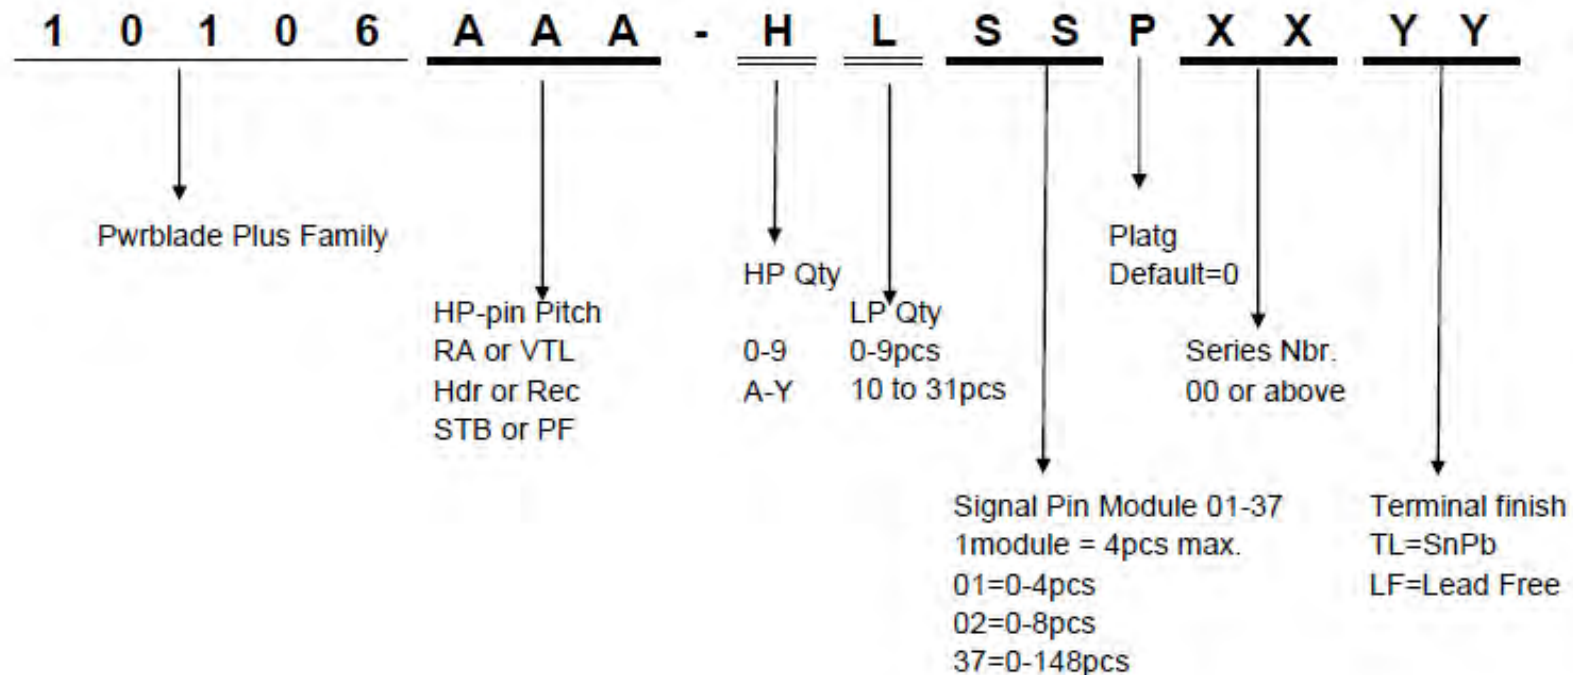 1 0 1 0 6 A A A - H L S S P X X Y Y
Pwrblade Plus Family
HP-pin Pitch
RA or VTL
Hdr or Rec
STB or PF
HP Qty
0-9
A-Y
LP Qty
0-9pcs
10 to 31pcs
Signal Pin Module 01-37
1module = 4pcs max.
01=0-4pcs
02=0-8pcs
37=0-148pcs
Platg
Default=0
Series Nbr.
00 or above
Terminal finish
TL=SnPb
LF=Lead Free